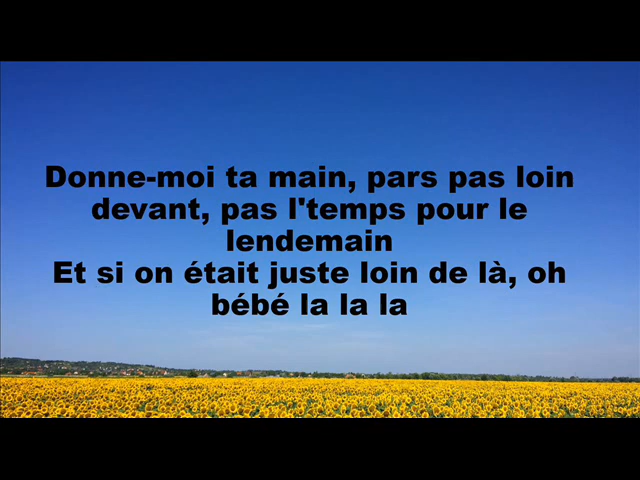 Donne-moi ta main, pars pas loin
devant, pas l'temps pour le
lendemain
Et si on était juste loin de là, oh
bébé la la la